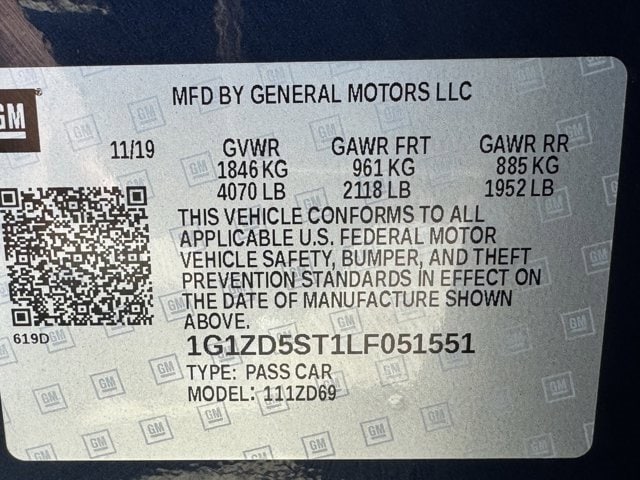 GM
MFD BY GENERAL MOTORS LLC
11/19 GVWR GAWR FRT GAWR RR
1846 KG 961 KG 885 KG
4070 LB 2118 LB 1952 LB
THIS VEHICLE CONFORMS TO ALL
APPLICABLE U.S. FEDERAL MOTOR
VEHICLE SAFETY, BUMPER, AND THEFT
PREVENTION STANDARDS IN EFFECT ON
THE DATE OF MANUFACTURE SHOWN
ABOVE.
619D
1G1ZD5ST1LF051551
TYPE: PASS CAR
MODEL: 111ZD69